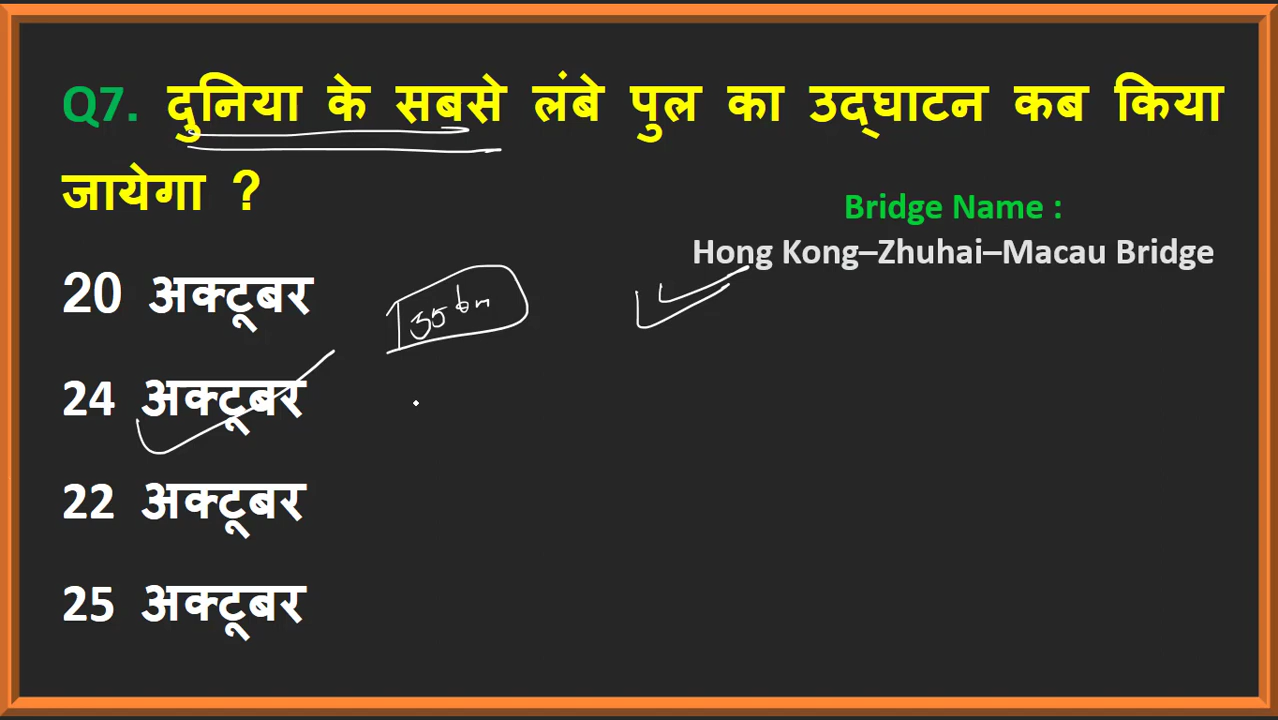 Q7. दुनिया के सबसे लंबे पुल का उद्घाटन कब किया
जायेगा ?
Bridge Name :
Hong Kong–Zhuhai–Macau Bridge
20 अक्टूबर
24 अक्टूबर
22 अक्टूबर
25 अक्टूबर